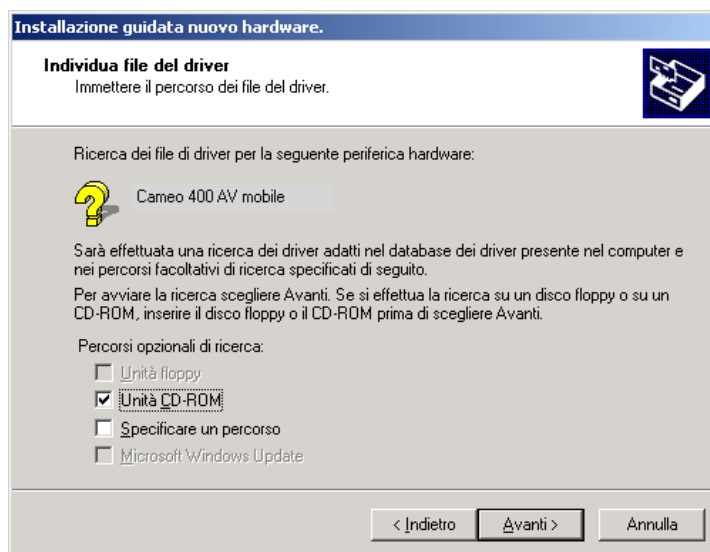 Installazione guidata nuovo hardware.
Individua file del driver
Immettere il percorso dei file del driver.
Ricerca dei file di driver per la seguente periferica hardware:
Cameo 400 AV mobile
Sarà effettuata una ricerca dei driver adatti nel database dei driver presente nel computer e
nei percorsi facoltativi di ricerca specificati di seguito.
Per avviare la ricerca scegliere Avanti. Se si effettua la ricerca su un disco floppy o su un
CD-ROM, inserire il disco floppy o il CD-ROM prima di scegliere Avanti.
Percorsi opzionali di ricerca:
Unità floppy
Unità CD-ROM
Specificare un percorso
Microsoft Windows Update
< Indietro
Avanti >
Annulla